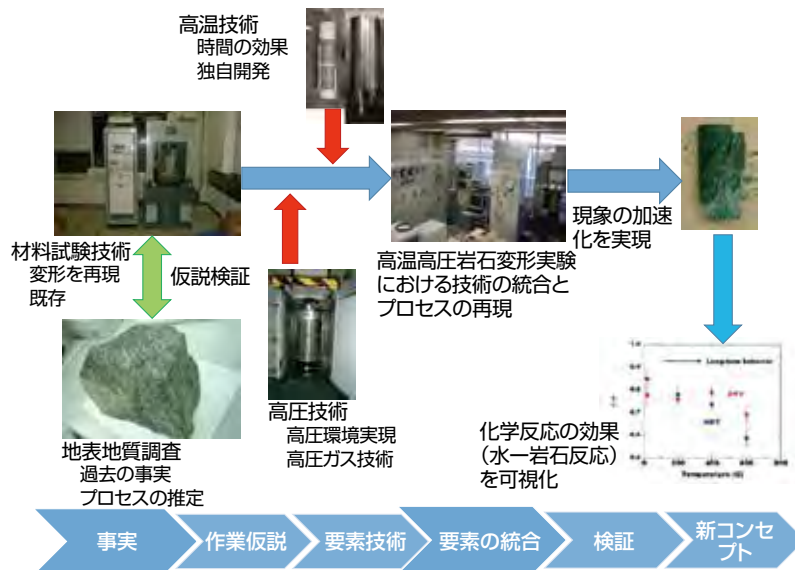 高温技術
時間の効果
独自開発
材料試験技術
変形を再現
既存
仮説検証
高温高圧岩石変形実験
における技術の統合と
プロセスの再現
現象の加速
化を実現
地表地質調査
過去の事実
プロセスの推定
高圧技術
高圧環境実現
高圧ガス技術
化学反応の効果
（水ー岩石反応）
を可視化
Temperature (C)
事実
作業仮説
要素技術
要素の統合
検証
新コンセ
プト